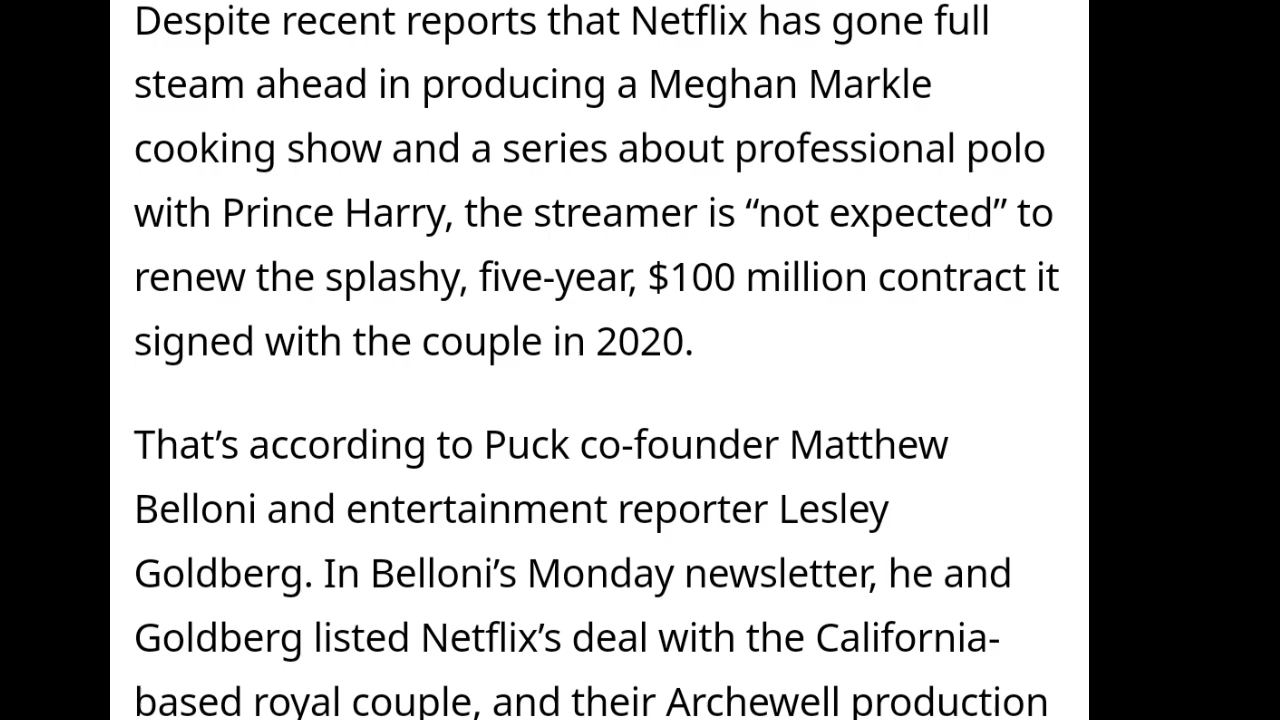 Despite recent reports that Netflix has gone full
steam ahead in producing a Meghan Markle
cooking show and a series about professional polo
with Prince Harry, the streamer is “not expected” to
renew the splashy, five-year, $100 million contract it
signed with the couple in 2020.
That’s according to Puck co-founder Matthew
Belloni and entertainment reporter Lesley
Goldberg. In Belloni’s Monday newsletter, he and
Goldberg listed Netflix’s deal with the California-
based royal couple, and their Archewell production